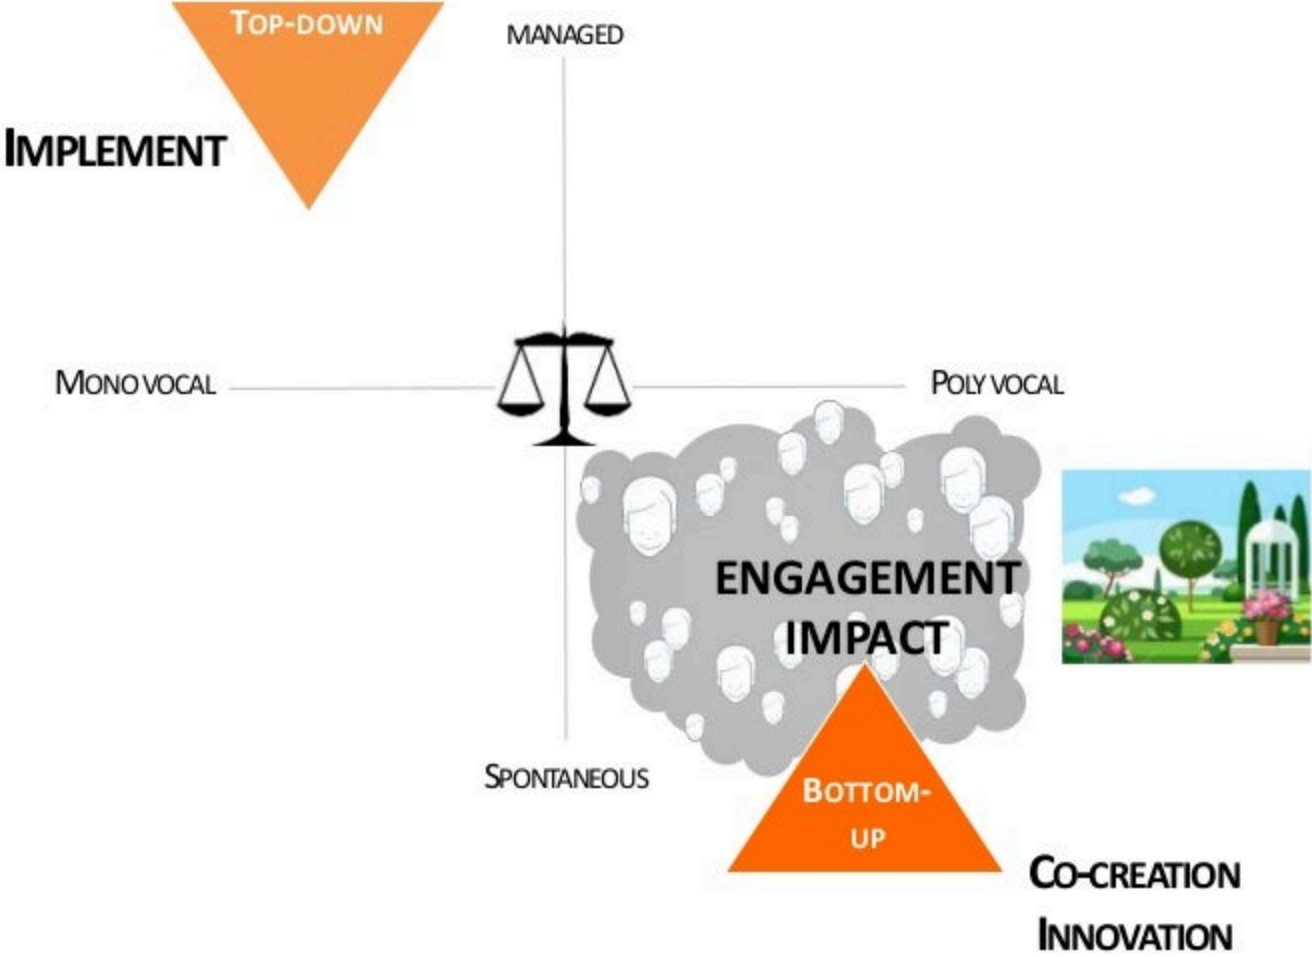 TOP-DOWN
MANAGED
IMPLEMENT
MONO VOCAL
POLY VOCAL
ENGAGEMENT
IMPACT
SPONTANEOUS
BOTTOM-
UP
CO-CREATION
INNOVATION